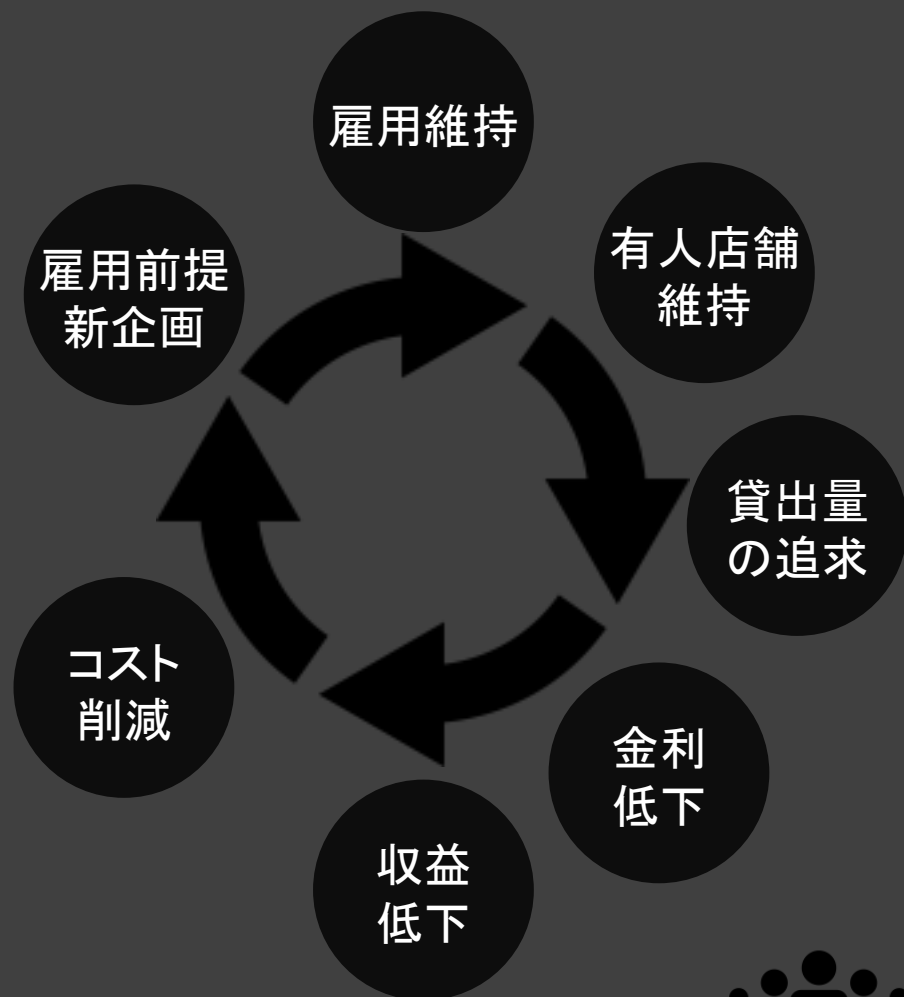 雇用維持
有人店舗
維持
貸出量
の追求
金利
低下
収益
低下
コスト
削減
雇用前提
新企画